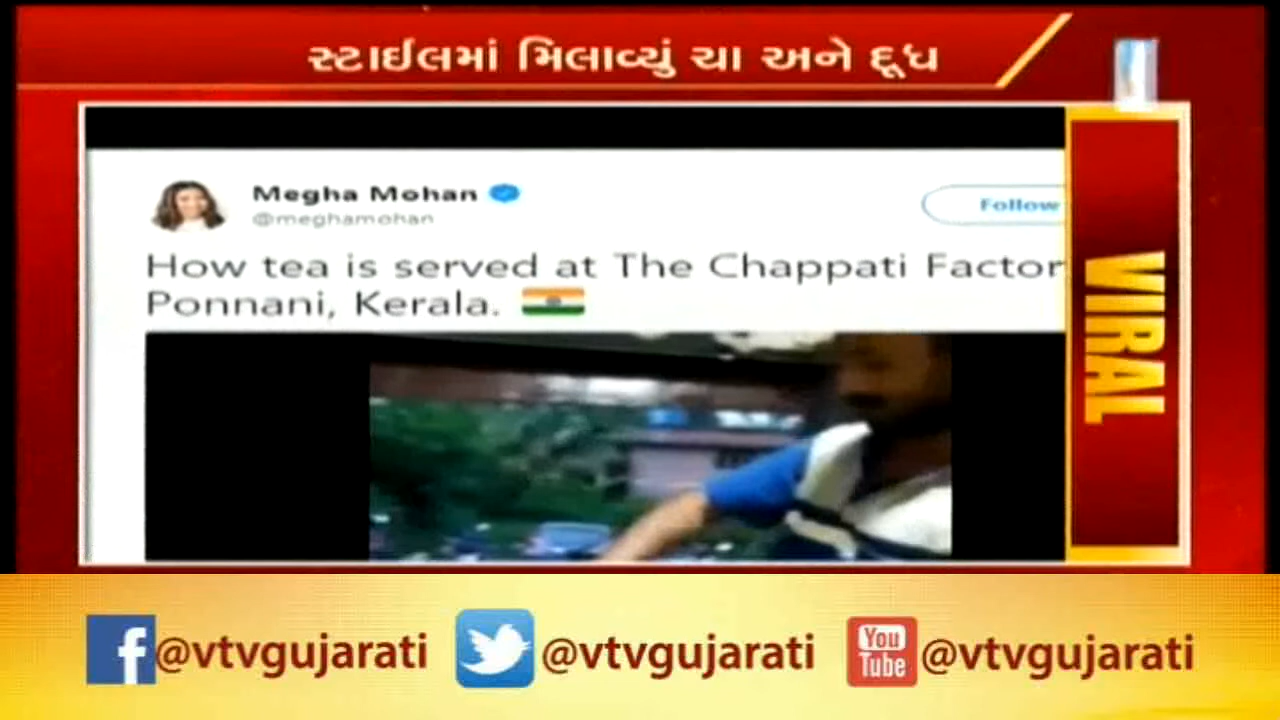 સ્ટાઈલમાં મિલાવ્યું ચા અને દૂધ
Megha Mohan
@meghamohan
Follow
How tea is served at The Chappati Factor
Ponnani, Kerala.
VIRAL
@vtvgujarati
@vtvgujarati
You Tube
@vtvgujarati